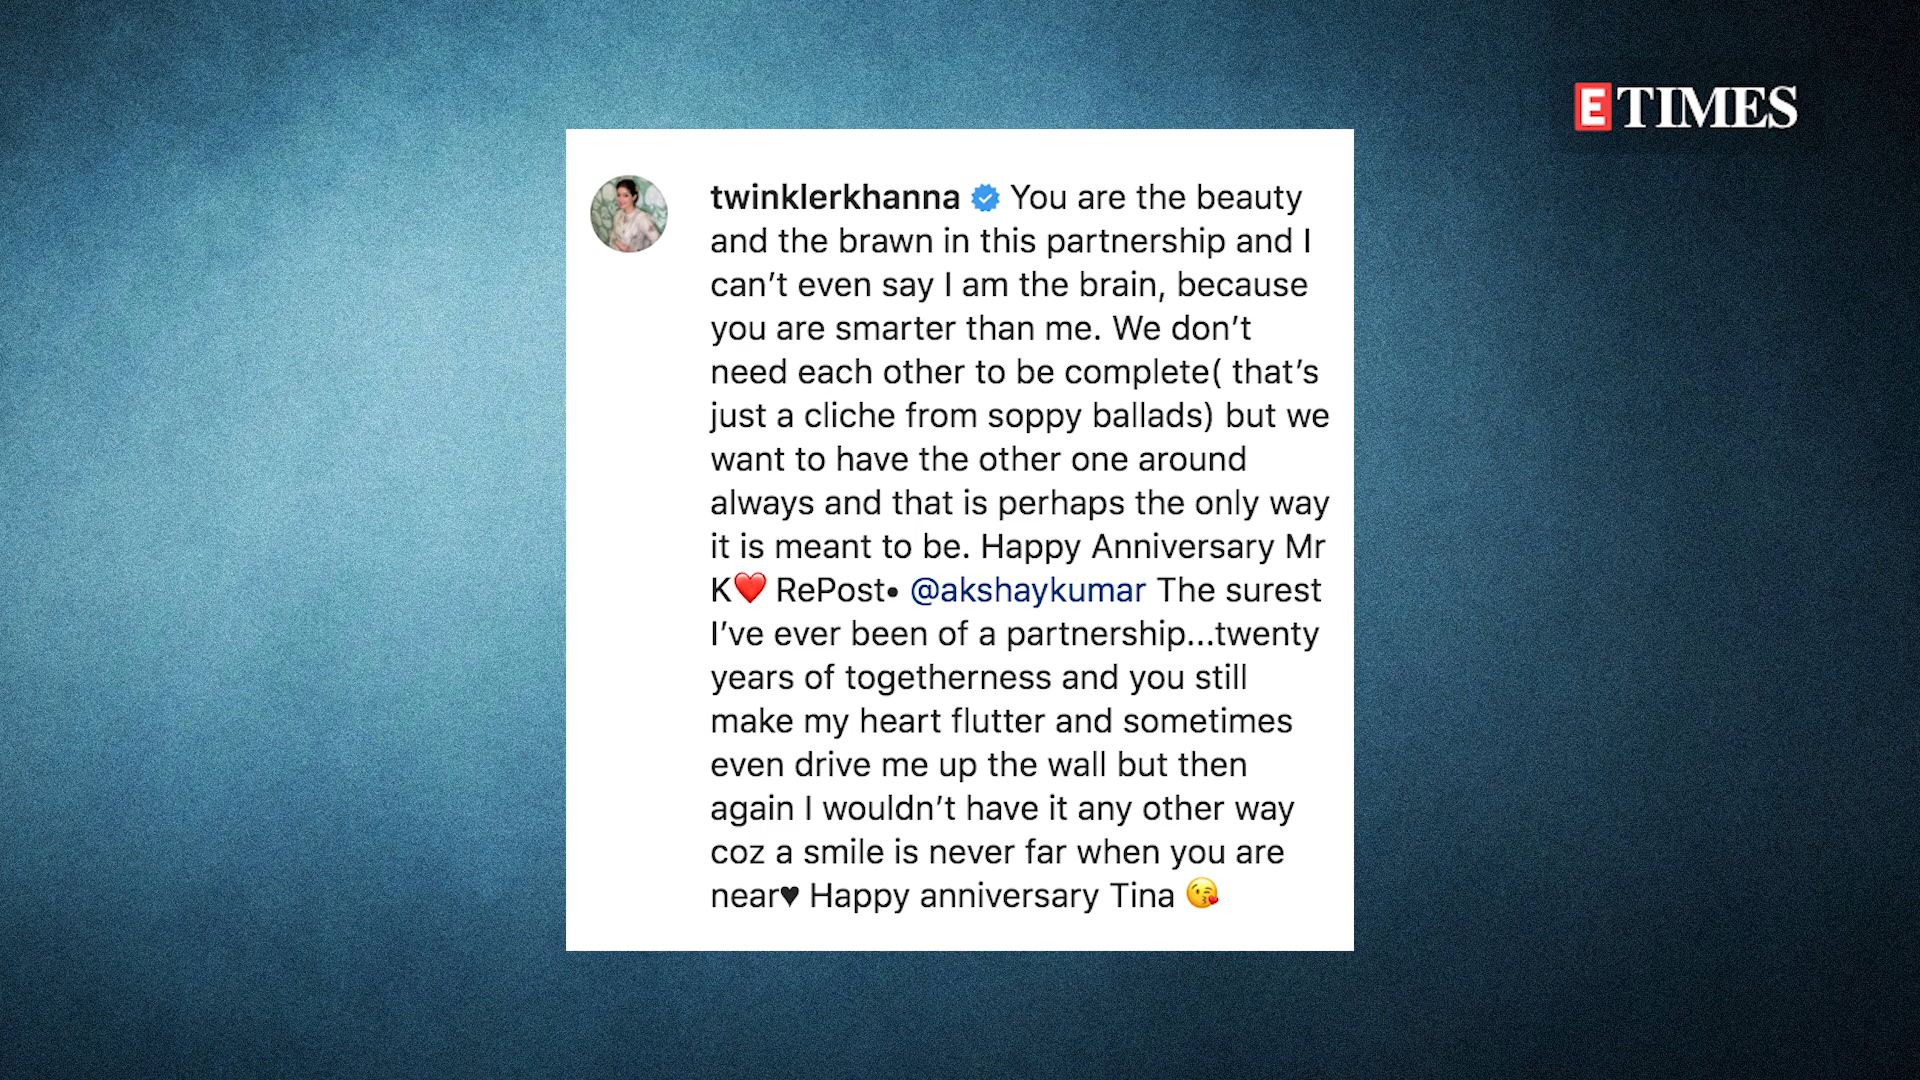 E TIMES
twinklerkhanna You are the beauty
and the brawn in this partnership and I
can’t even say I am the brain, because
you are smarter than me. We don’t
need each other to be complete( that’s
just a cliche from soppy ballads) but we
want to have the other one around
always and that is perhaps the only way
it is meant to be. Happy Anniversary Mr
K❤️ RePost• @akshaykumar The surest
I’ve ever been of a partnership...twenty
years of togetherness and you still
make my heart flutter and sometimes
even drive me up the wall but then
again I wouldn’t have it any other way
coz a smile is never far when you are
near♥ Happy anniversary Tina 😘